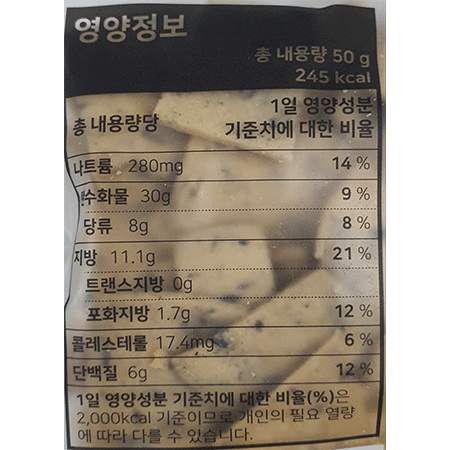 영양정보
총 내용량 50 g
245 kcal
총 내용량당 1일 영양성분
기준치에 대한 비율
나트륨 280mg 14 %
탄수화물 30g 9 %
당류 8g 8 %
지방 11.1g 21 %
트랜스지방 0g
포화지방 1.7g 12 %
콜레스테롤 17.4mg 6 %
단백질 6g 12 %
1일 영양성분 기준치에 대한 비율(%)은
2,000kcal 기준이므로 개인의 필요 열량
에 따라 다를 수 있습니다.